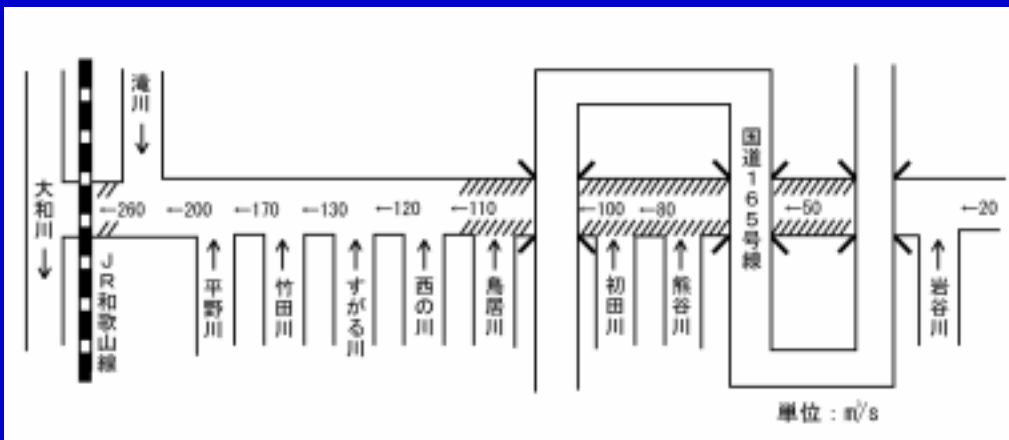 滝川
↓
大和川
↓
JR和歌山線
←260
←200
←170
←130
←120
←110
←100
←80
←50
←20
↑
平野川
↑
竹田川
↑
すがる川
↑
西の川
↑
鳥居川
↑
初田川
↑
熊谷川
国道165号線
↑
岩谷川
単位：m³/s